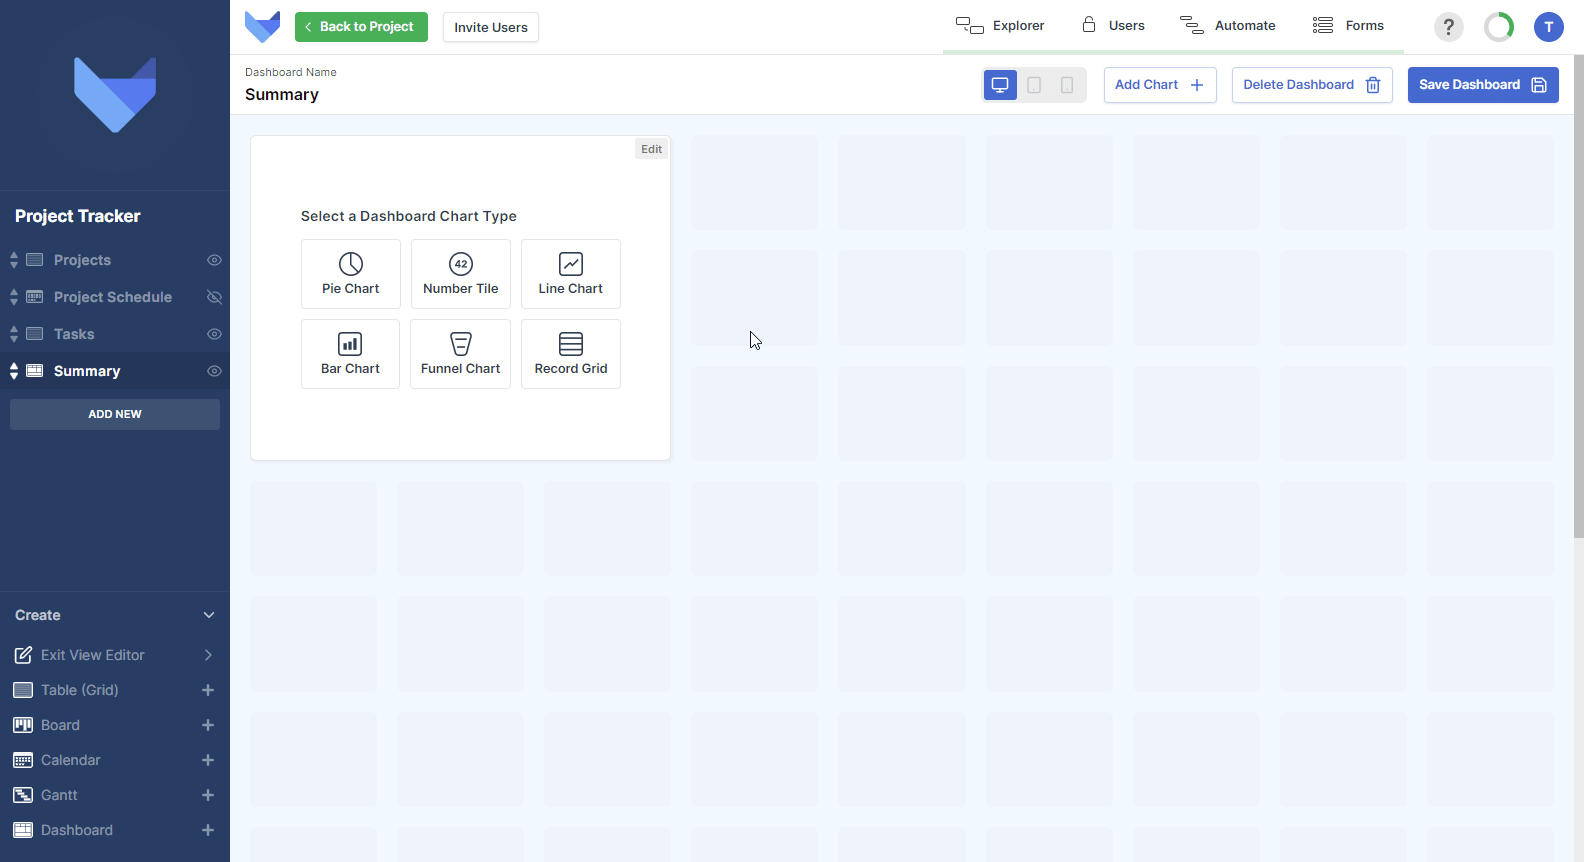 Back to Project
Invite Users
Explorer
Users
Automate
Forms
?
T
Dashboard Name
Summary
Add Chart
Delete Dashboard
Save Dashboard
Project Tracker
Projects
Project Schedule
Tasks
Summary
ADD NEW
Edit
Select a Dashboard Chart Type
Pie Chart
42
Number Tile
Line Chart
Bar Chart
Funnel Chart
Record Grid
Create
Exit View Editor
Table (Grid)
Board
Calendar
Gantt
Dashboard